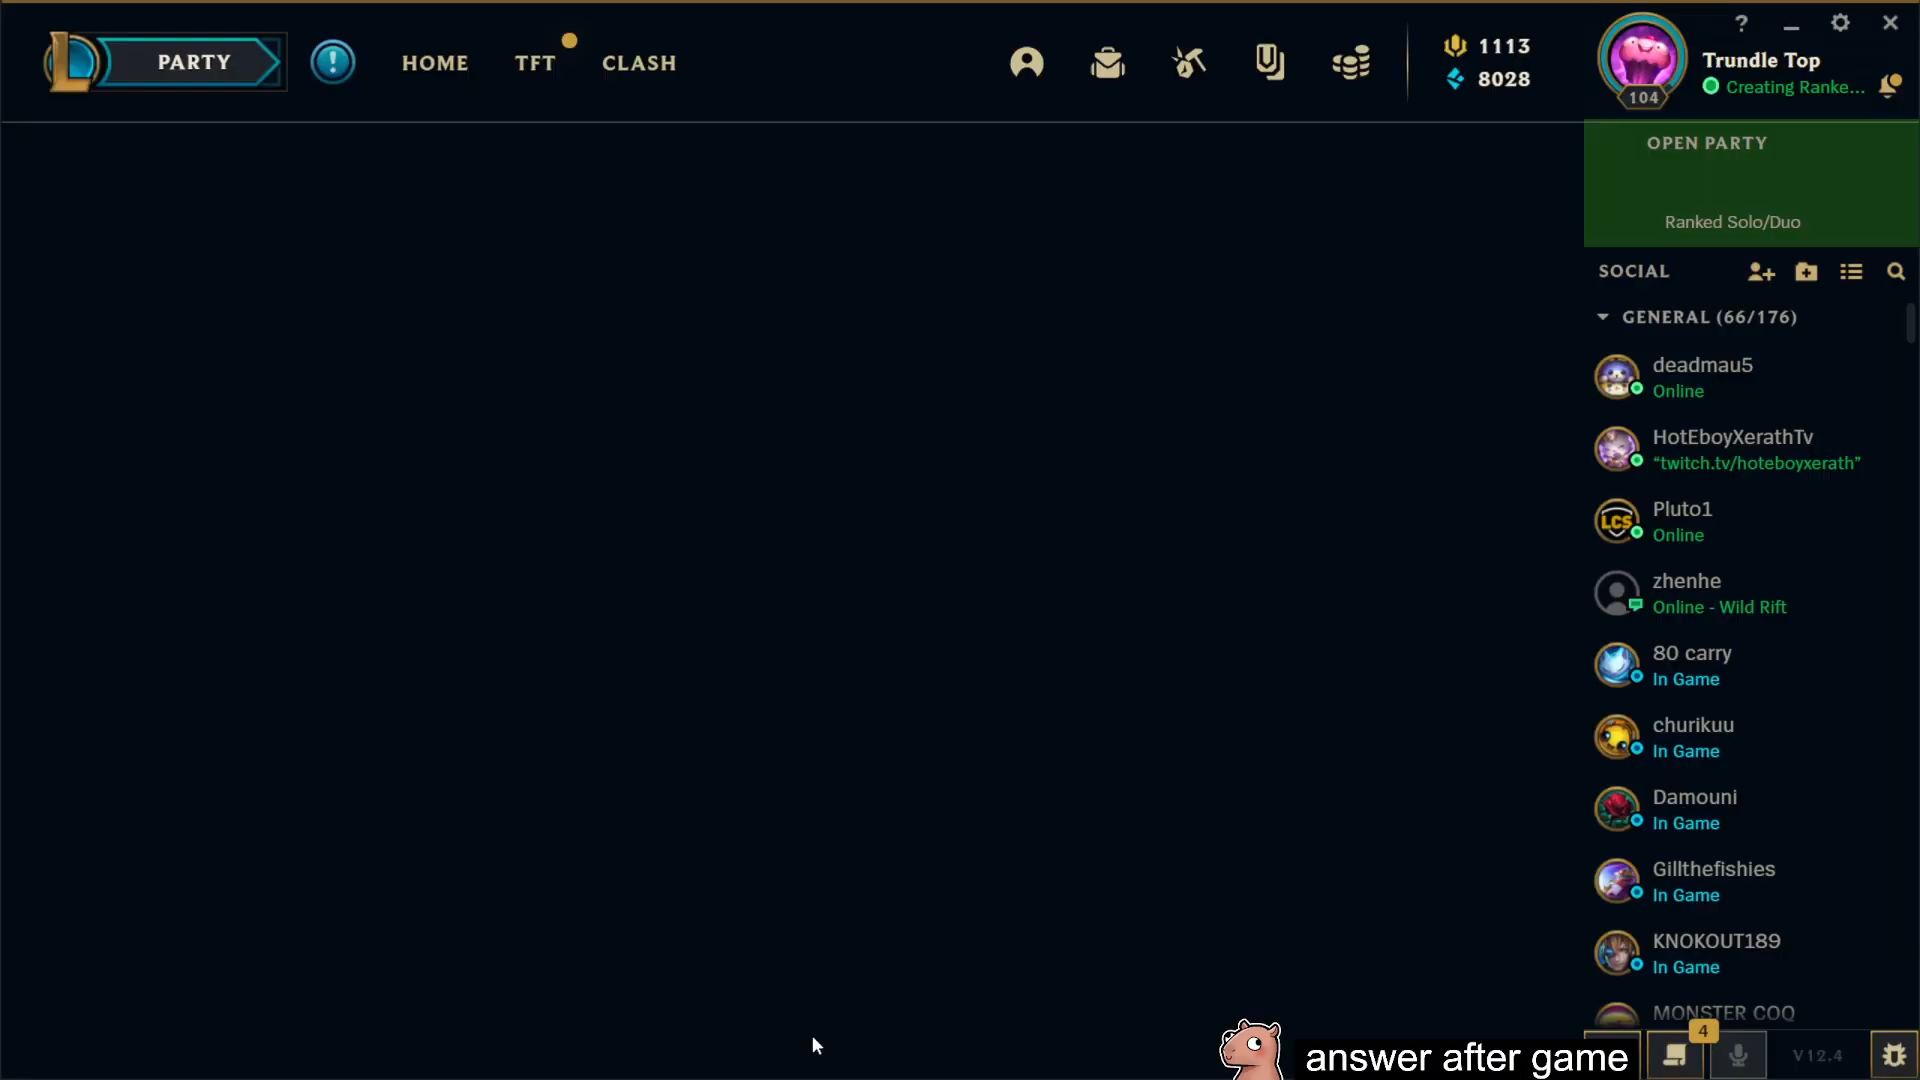 PARTY
HOME
TFT
CLASH
1113
8028
?
104
Trundle Top
Creating Ranke...
OPEN PARTY
Ranked Solo/Duo
SOCIAL
GENERAL (66/176)
deadmau5
Online
HotEboyXerathTv
“twitch.tv/hoteboyxerath”
LCS
Pluto1
Online
zhenhe
Online - Wild Rift
80 carry
In Game
churikuu
In Game
Damouni
In Game
Gillthefishies
In Game
KNOKOUT189
In Game
MONSTER COQ
4
V12.4
answer after game